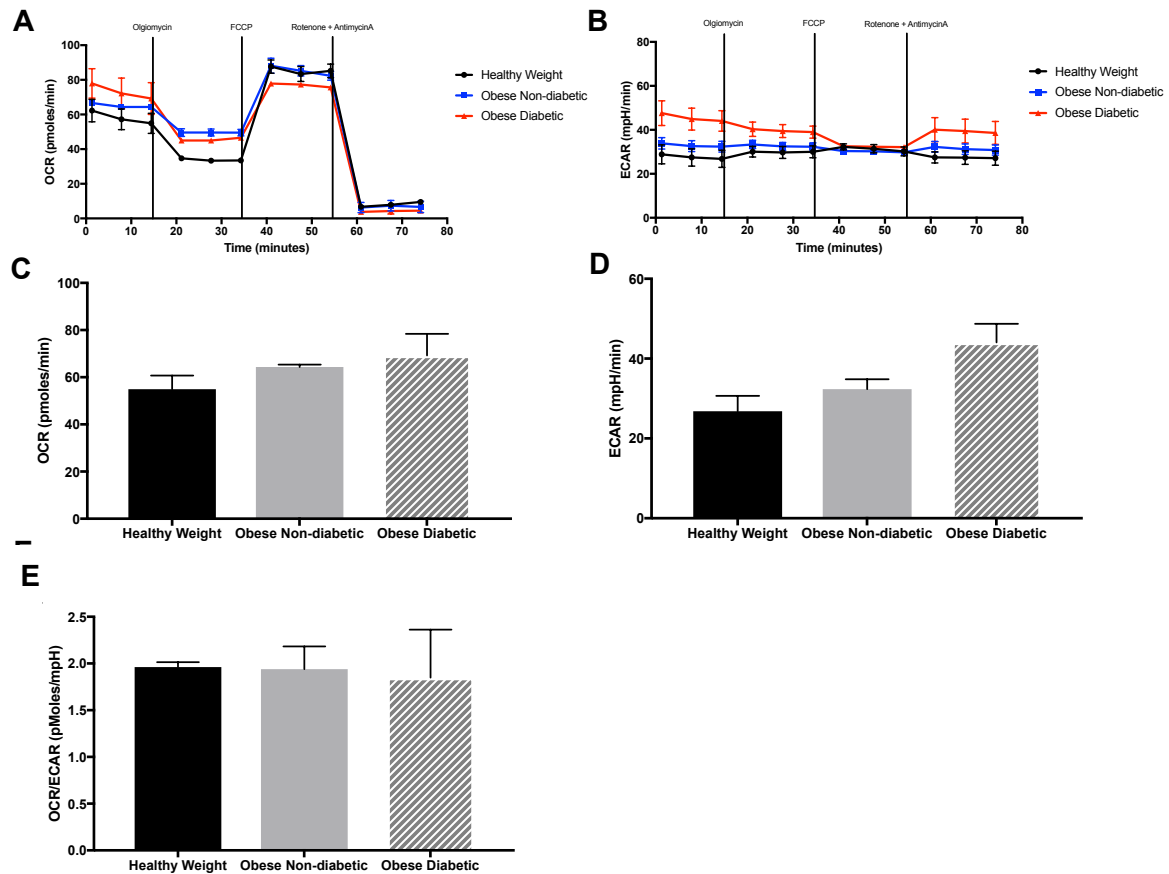 A
Olgiomycin FCCP Rotenone + AntimycinA
100
80
60
40
20
0
OCR (pmoles/min)
0 10 20 30 40 50 60 70 80
Time (minutes)
Healthy Weight
Obese Non-diabetic
Obese Diabetic
B
Olgiomycin FCCP Rotenone + AntimycinA
80
60
40
20
0
ECAR (mpH/min)
0 10 20 30 40 50 60 70 80
Time (minutes)
Healthy Weight
Obese Non-diabetic
Obese Diabetic
C
100
80
60
40
20
0
OCR (pmoles/min)
Healthy Weight Obese Non-diabetic Obese Diabetic
D
60
40
20
0
ECAR (mpH/min)
Healthy Weight Obese Non-diabetic Obese Diabetic
E
2.5
2.0
1.5
1.0
0.5
0.0
OCR/ECAR (pMoles/mpH)
Healthy Weight Obese Non-diabetic Obese Diabetic